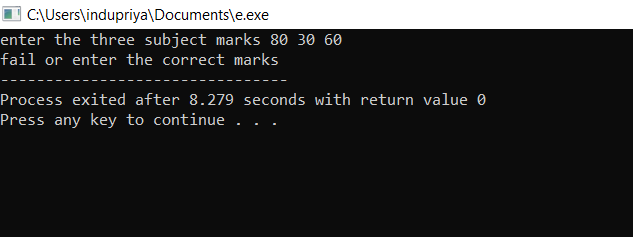 C:\Users\indupriya\Documents\e.exe
enter the three subject marks 80 30 60
fail or enter the correct marks
--------------------------------
Process exited after 8.279 seconds with return value 0
Press any key to continue . . .